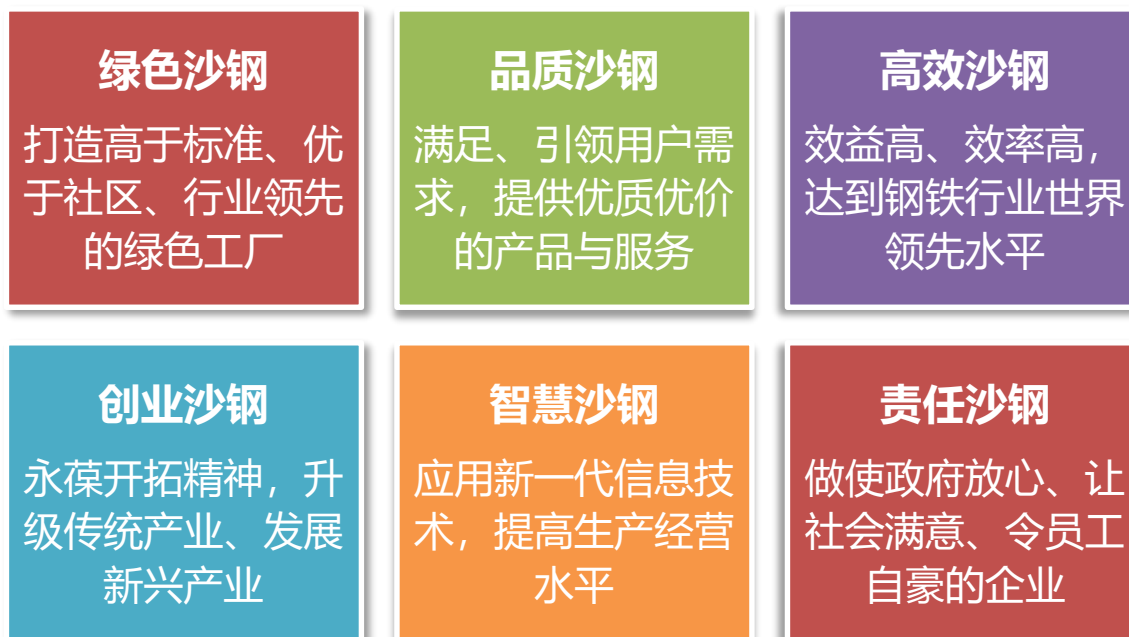 绿色沙钢
打造高于标准、优
于社区、行业领先
的绿色工厂
品质沙钢
满足、引领用户需
求，提供优质优价
的产品与服务
高效沙钢
效益高、效率高，
达到钢铁行业世界
领先水平
创业沙钢
永葆开拓精神，升
级传统产业、发展
新兴产业
智慧沙钢
应用新一代信息技
术，提高生产经营
水平
责任沙钢
做使政府放心、让
社会满意、令员工
自豪的企业